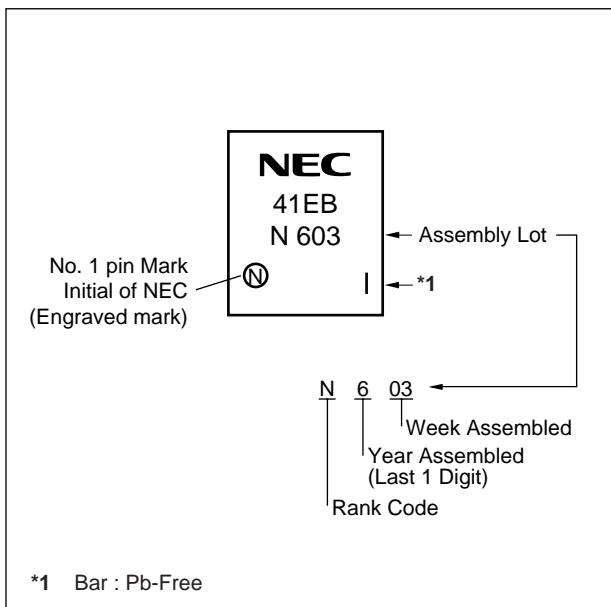 NEC
41EB
N 603
Assembly Lot
No. 1 pin Mark
Initial of NEC
(Engraved mark)
N
*1
N 6 03
Week Assembled
Year Assembled
(Last 1 Digit)
Rank Code
*1 Bar : Pb-Free